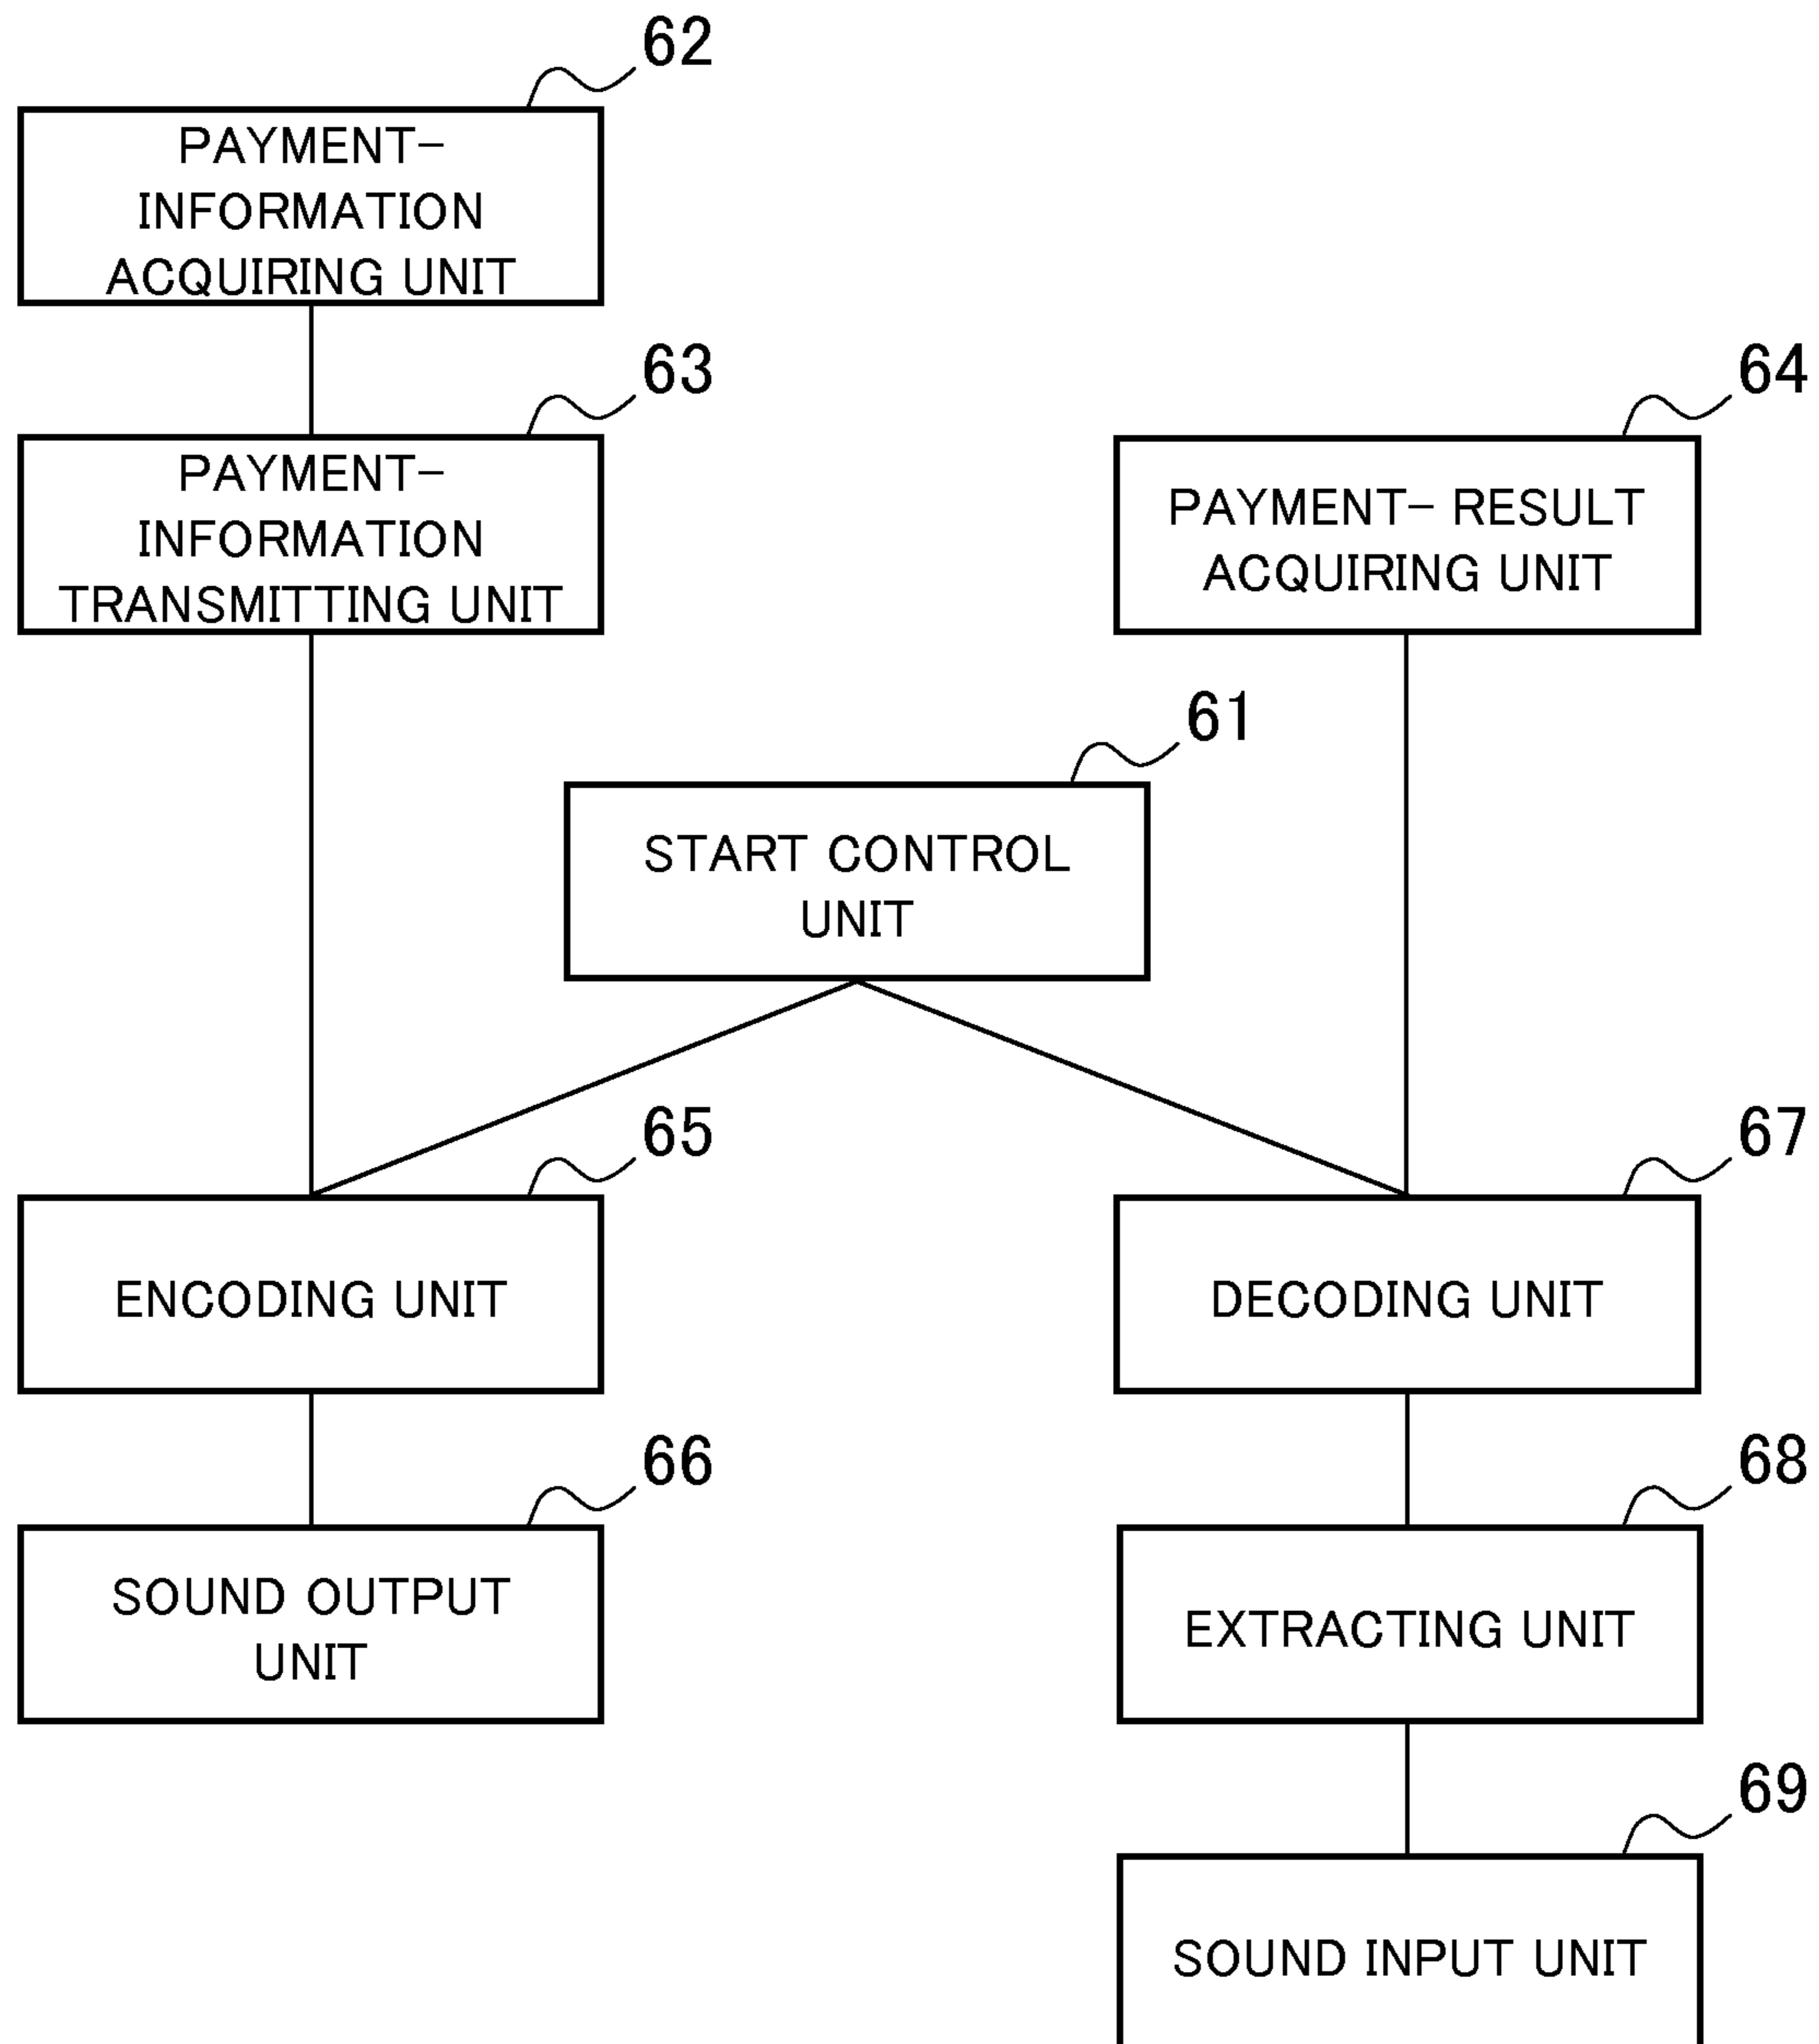 62
PAYMENT-
INFORMATION
ACQUIRING UNIT
63
PAYMENT-
INFORMATION
TRANSMITTING UNIT
64
PAYMENT- RESULT
ACQUIRING UNIT
61
START CONTROL
UNIT
65
ENCODING UNIT
67
DECODING UNIT
66
SOUND OUTPUT
UNIT
68
EXTRACTING UNIT
69
SOUND INPUT UNIT